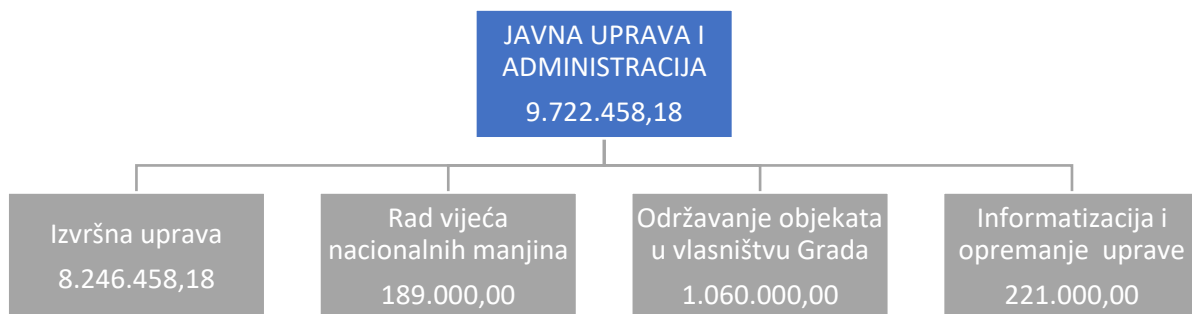 JAVNA UPRAVA I
ADMINISTRACIJA
9.722.458,18
Izvršna uprava
8.246.458,18
Rad vijeća
nacionalnih manjina
189.000,00
Održavanje objekata
u vlasništvu Grada
1.060.000,00
Informatizacija i
opremanje uprave
221.000,00